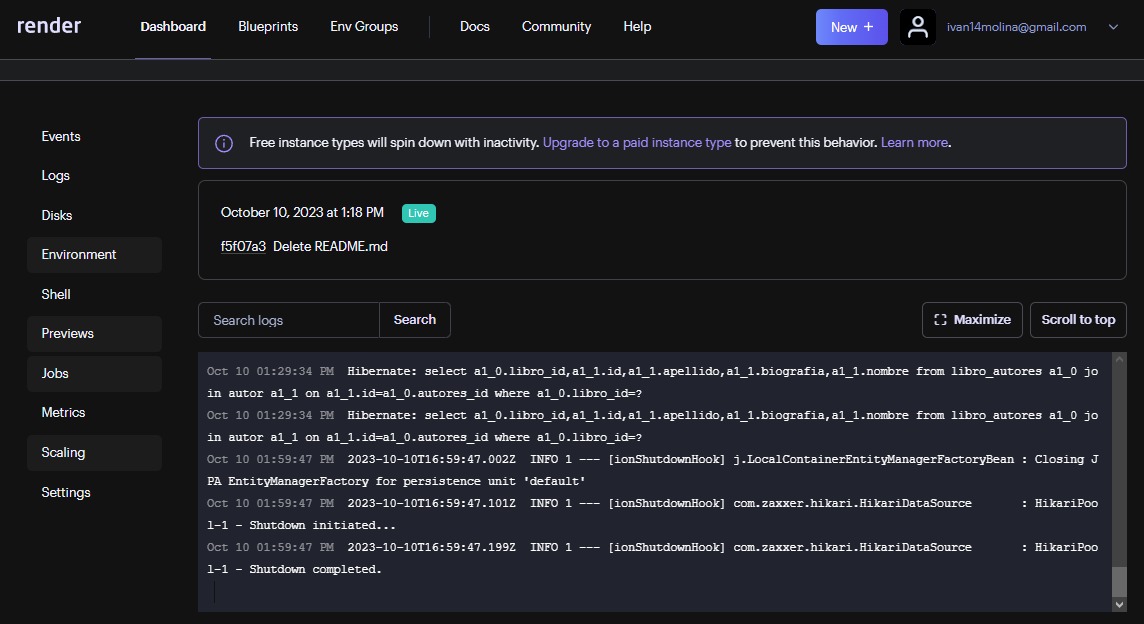 render
Dashboard Blueprints Env Groups Docs Community Help New + ivan14molina@gmail.com
Events
Logs
Disks
Environment
Shell
Previews
Jobs
Metrics
Scaling
Settings
Free instance types will spin down with inactivity. Upgrade to a paid instance type to prevent this behavior. Learn more.
October 10, 2023 at 1:18 PM Live
f5f07a3 Delete README.md
Search logs Search Maximize Scroll to top
Oct 10 01:29:34 PM Hibernate: select a1_0.libro_id,a1_1.id,a1_1.apellido,a1_1.biografia,a1_1.nombre from libro_autores a1_0 jo
in autor a1_1 on a1_1.id=a1_0.autores_id where a1_0.libro_id=?
Oct 10 01:29:34 PM Hibernate: select a1_0.libro_id,a1_1.id,a1_1.apellido,a1_1.biografia,a1_1.nombre from libro_autores a1_0 jo
in autor a1_1 on a1_1.id=a1_0.autores_id where a1_0.libro_id=?
Oct 10 01:59:47 PM 2023-10-10T16:59:47.002Z INFO 1 --- [ionShutdownHook] j.LocalContainerEntityManagerFactoryBean : Closing J
PA EntityManagerFactory for persistence unit 'default'
Oct 10 01:59:47 PM 2023-10-10T16:59:47.101Z INFO 1 --- [ionShutdownHook] com.zaxxer.hikari.HikariDataSource : HikariPoo
l-1 - Shutdown initiated...
Oct 10 01:59:47 PM 2023-10-10T16:59:47.199Z INFO 1 --- [ionShutdownHook] com.zaxxer.hikari.HikariDataSource : HikariPoo
l-1 - Shutdown completed.